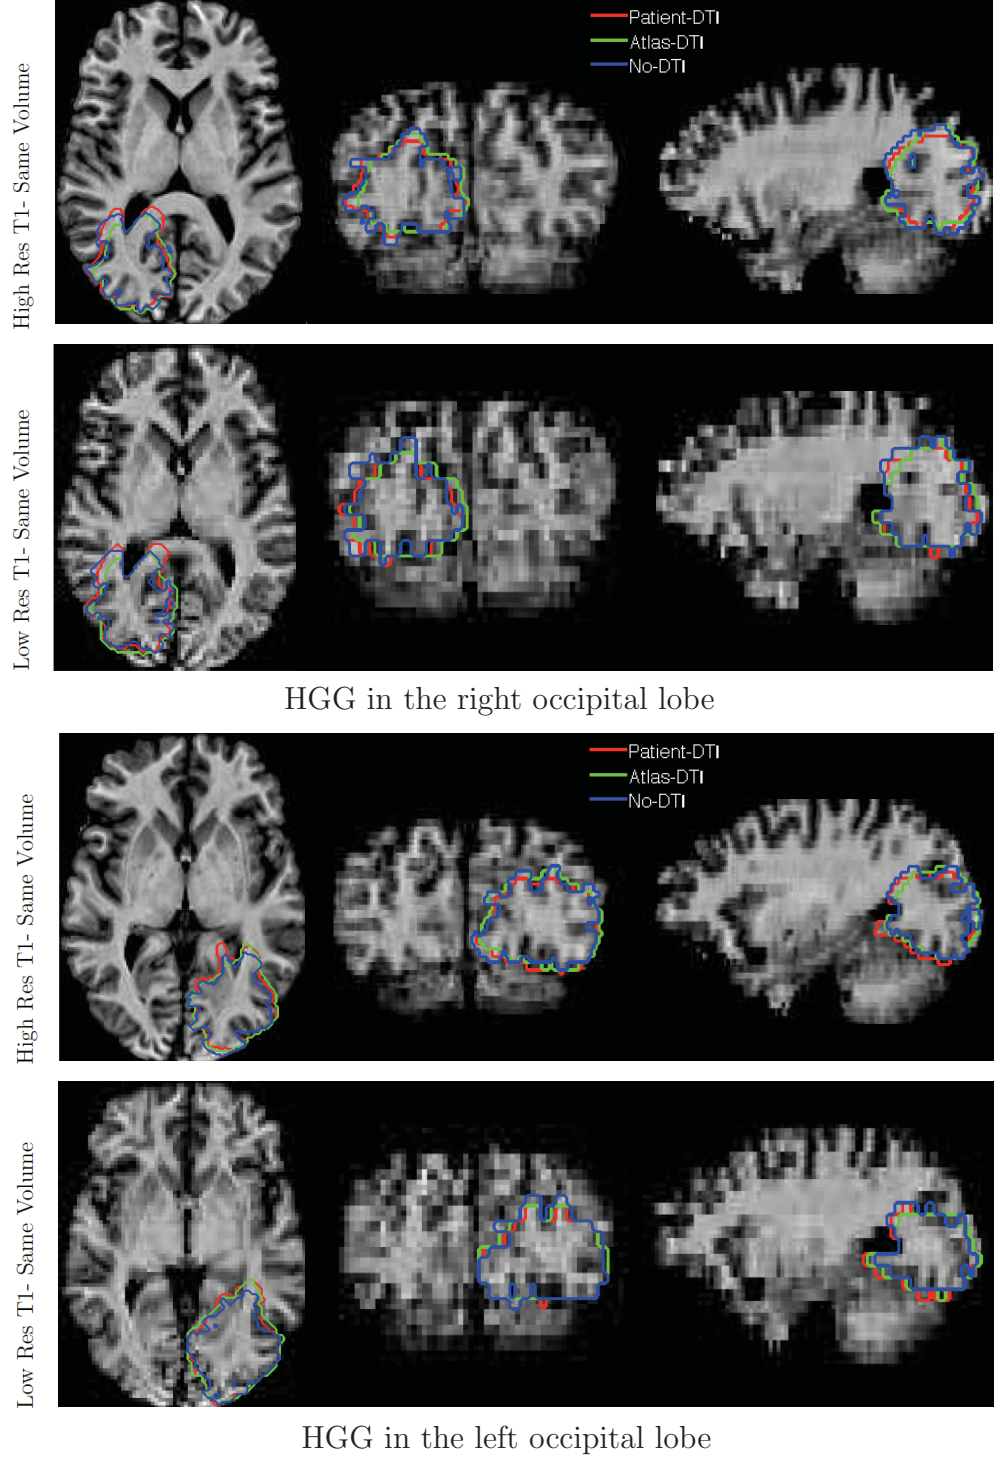 High Res T1- Same Volume
Patient-DTI
Atlas-DTI
No-DTI
Low Res T1- Same Volume
HGG in the right occipital lobe
High Res T1- Same Volume
Patient-DTI
Atlas-DTI
No-DTI
Low Res T1- Same Volume
HGG in the left occipital lobe